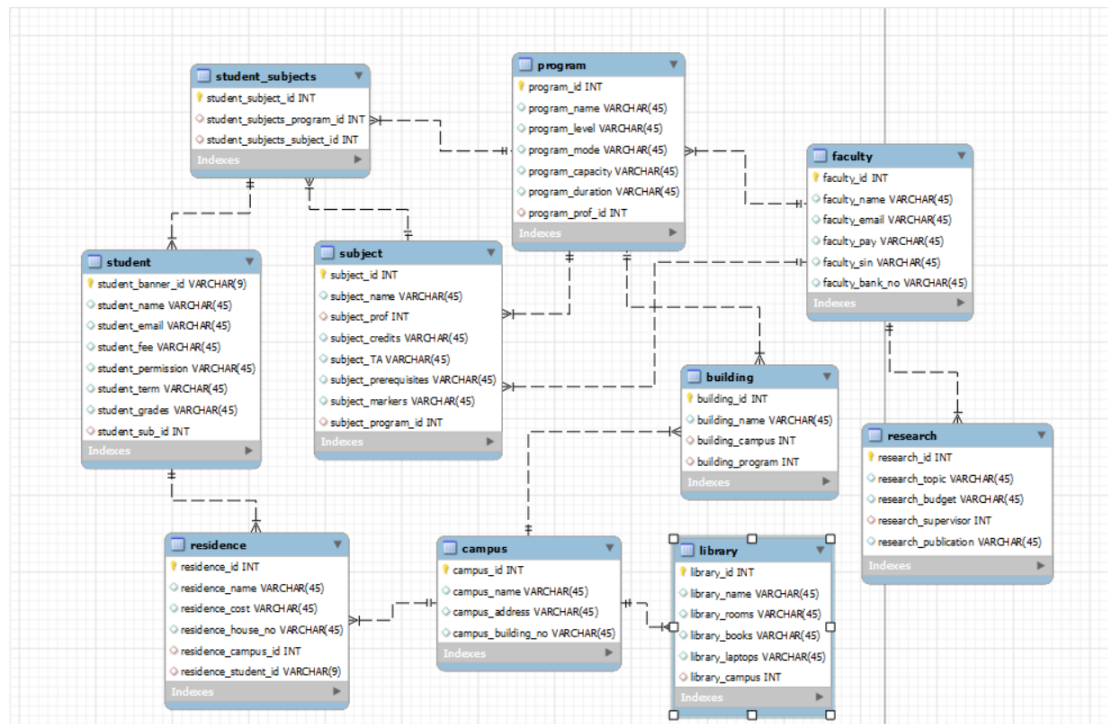 student_subjects
student_subject_id INT
student_subjects_program_id INT
student_subjects_subject_id INT
Indexes
program
program_id INT
program_name VARCHAR(45)
program_level VARCHAR(45)
program_mode VARCHAR(45)
program_capacity VARCHAR(45)
program_duration VARCHAR(45)
program_prof_id INT
Indexes
faculty
faculty_id INT
faculty_name VARCHAR(45)
faculty_email VARCHAR(45)
faculty_pay VARCHAR(45)
faculty_sin VARCHAR(45)
faculty_bank_no VARCHAR(45)
Indexes
student
student_banner_id VARCHAR(9)
student_name VARCHAR(45)
student_email VARCHAR(45)
student_fee VARCHAR(45)
student_permission VARCHAR(45)
student_term VARCHAR(45)
student_grades VARCHAR(45)
student_sub_id INT
Indexes
subject
subject_id INT
subject_name VARCHAR(45)
subject_prof INT
subject_credits VARCHAR(45)
subject_TA VARCHAR(45)
subject_prerequisites VARCHAR(45)
subject_markers VARCHAR(45)
subject_program_id INT
Indexes
building
building_id INT
building_name VARCHAR(45)
building_campus INT
building_program INT
Indexes
research
research_id INT
research_topic VARCHAR(45)
research_budget VARCHAR(45)
research_supervisor INT
research_publication VARCHAR(45)
Indexes
residence
residence_id INT
residence_name VARCHAR(45)
residence_cost VARCHAR(45)
residence_house_no VARCHAR(45)
residence_campus_id INT
residence_student_id VARCHAR(9)
Indexes
campus
campus_id INT
campus_name VARCHAR(45)
campus_address VARCHAR(45)
campus_building_no VARCHAR(45)
Indexes
library
library_id INT
library_name VARCHAR(45)
library_rooms VARCHAR(45)
library_books VARCHAR(45)
library_laptops VARCHAR(45)
library_campus INT
Indexes